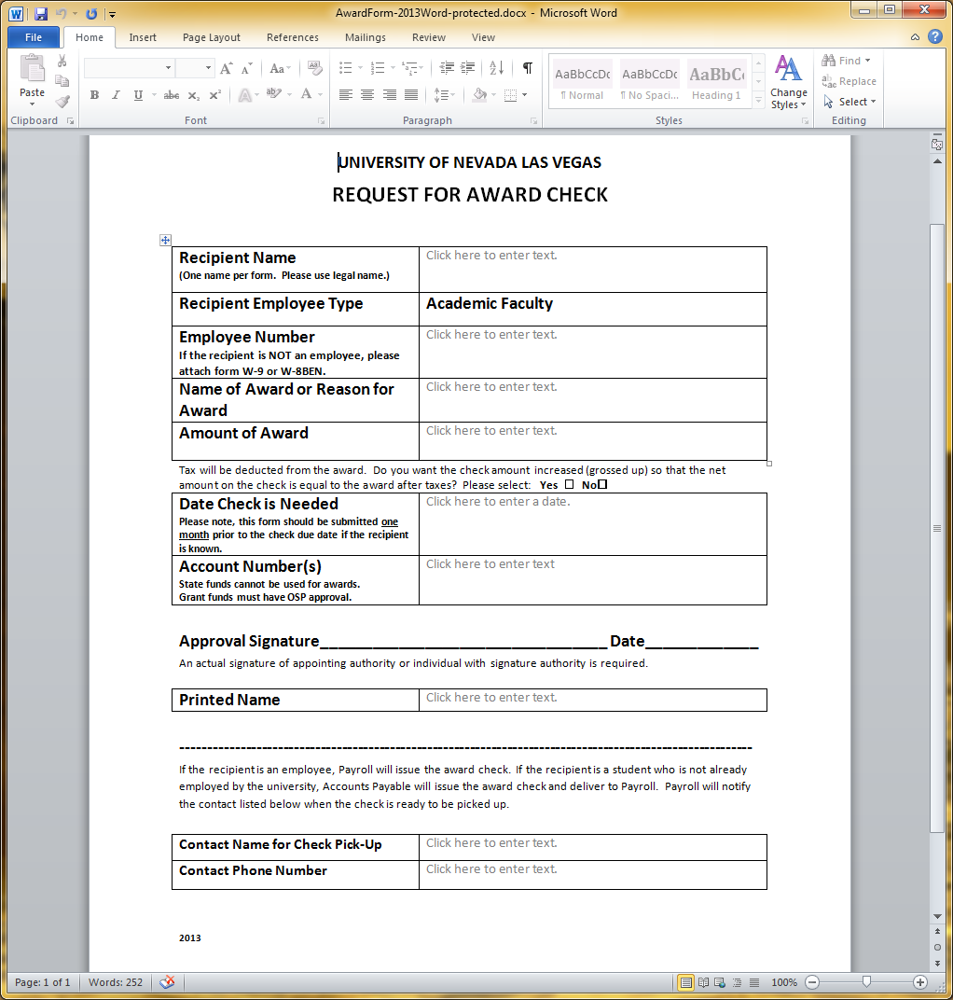 AwardForm-2013Word-protected.docx - Microsoft Word
File Home Insert Page Layout References Mailings Review View
Paste
Clipboard
Aa
B I U abc x₂ x² ab A
Font
Paragraph
AaBbCcDc AaBbCcDc AaBbCc
¶ Normal ¶ No Spaci... Heading 1
Change Styles
Styles
Find
Replace
Select
Editing
UNIVERSITY OF NEVADA LAS VEGAS
REQUEST FOR AWARD CHECK
Recipient Name
(One name per form. Please use legal name.)
Click here to enter text.
Recipient Employee Type
Academic Faculty
Employee Number
If the recipient is NOT an employee, please
attach form W-9 or W-8BEN.
Click here to enter text.
Name of Award or Reason for
Award
Click here to enter text.
Amount of Award
Click here to enter text.
Tax will be deducted from the award. Do you want the check amount increased (grossed up) so that the net
amount on the check is equal to the award after taxes? Please select: Yes ☐ No☐
Date Check is Needed
Please note, this form should be submitted one
month prior to the check due date if the recipient
is known.
Click here to enter a date.
Account Number(s)
State funds cannot be used for awards.
Grant funds must have OSP approval.
Click here to enter text
Approval Signature_________________________________ Date_____________
An actual signature of appointing authority or individual with signature authority is required.
Printed Name
Click here to enter text.
If the recipient is an employee, Payroll will issue the award check. If the recipient is a student who is not already
employed by the university, Accounts Payable will issue the award check and deliver to Payroll. Payroll will notify
the contact listed below when the check is ready to be picked up.
Contact Name for Check Pick-Up
Click here to enter text.
Contact Phone Number
Click here to enter text.
2013
Page: 1 of 1 Words: 252 100%